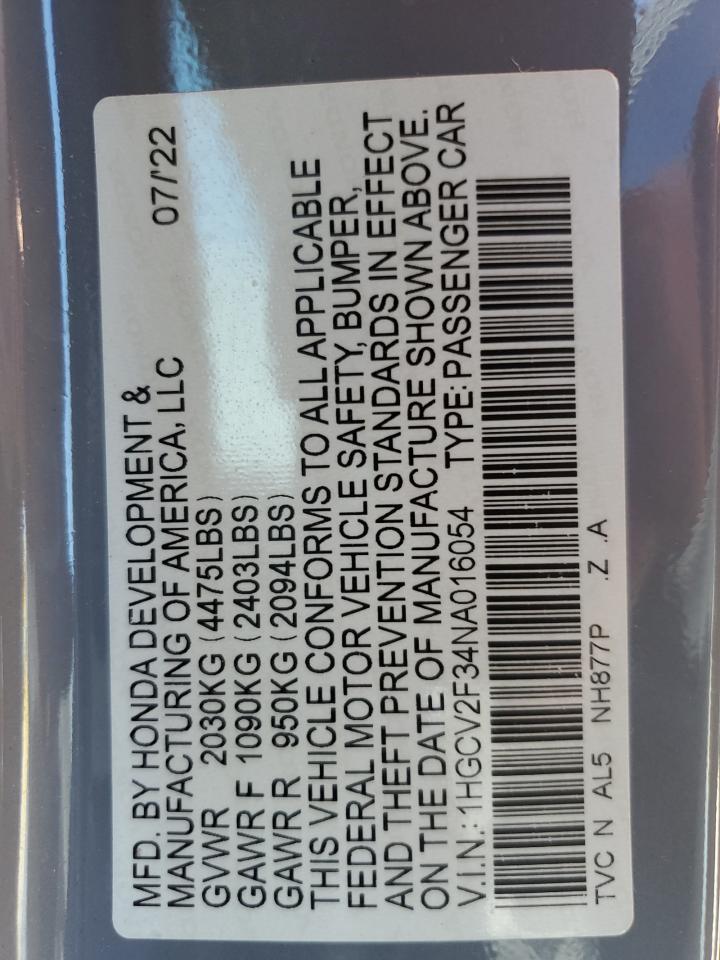 MFD. BY HONDA DEVELOPMENT &
MANUFACTURING OF AMERICA, LLC 07/'22
GVWR 2030KG (4475LBS)
GAWR F 1090KG (2403LBS)
GAWR R 950KG (2094LBS)
THIS VEHICLE CONFORMS TO ALL APPLICABLE
FEDERAL MOTOR VEHICLE SAFETY, BUMPER,
AND THEFT PREVENTION STANDARDS IN EFFECT
ON THE DATE OF MANUFACTURE SHOWN ABOVE.
V.I.N.: 1HGCV2F34NA016054 TYPE: PASSENGER CAR
TVC N AL5 NH877P .Z .A